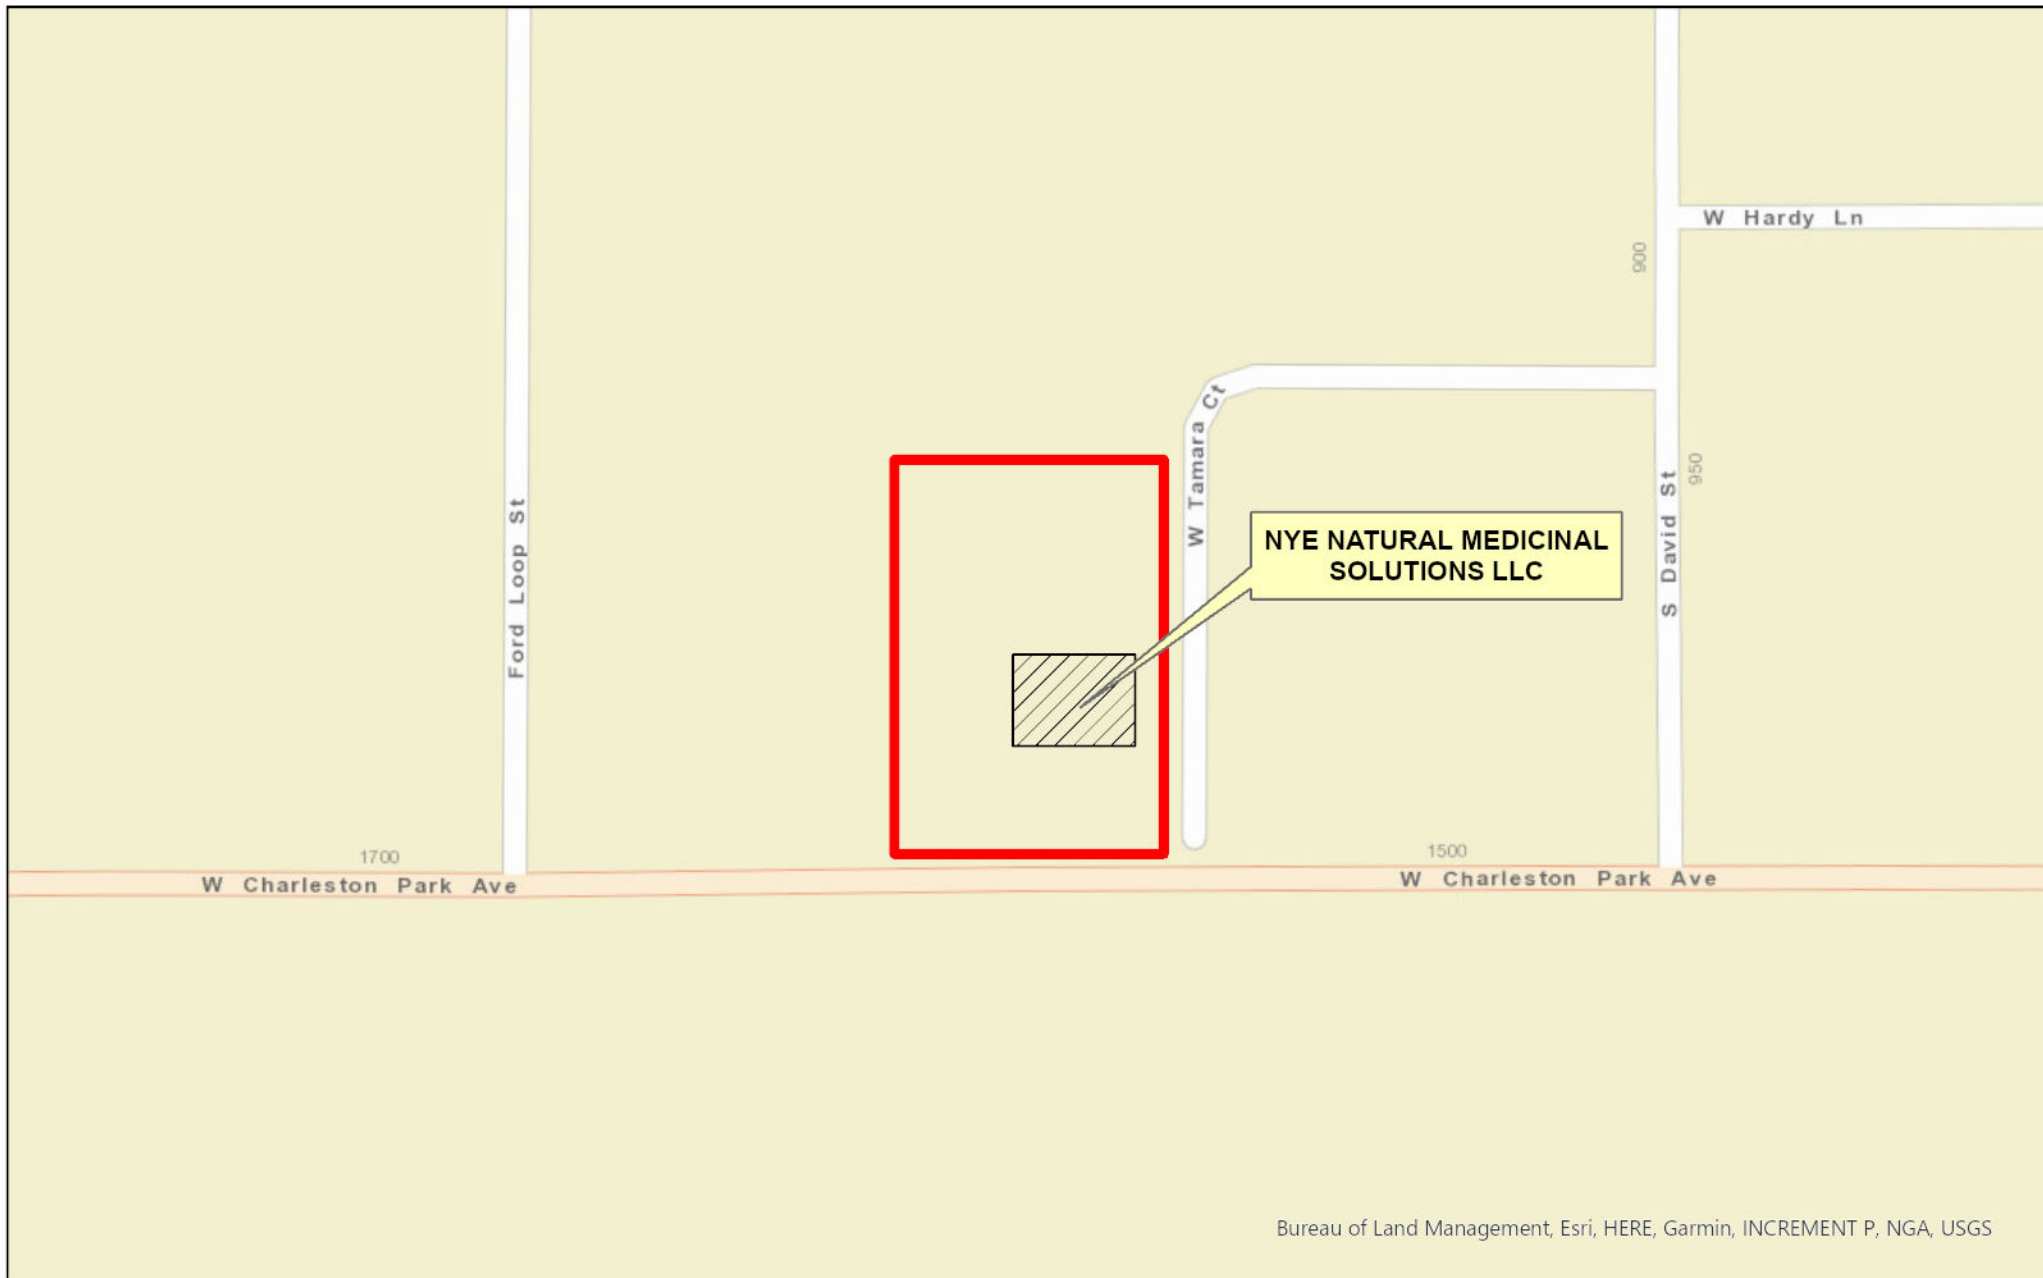 W Hardy Ln
900
W Tamara Ct
950
S David St
Ford Loop St
NYE NATURAL MEDICINAL
SOLUTIONS LLC
1700
1500
W Charleston Park Ave
W Charleston Park Ave
Bureau of Land Management, Esri, HERE, Garmin, INCREMENT P, NGA, USGS